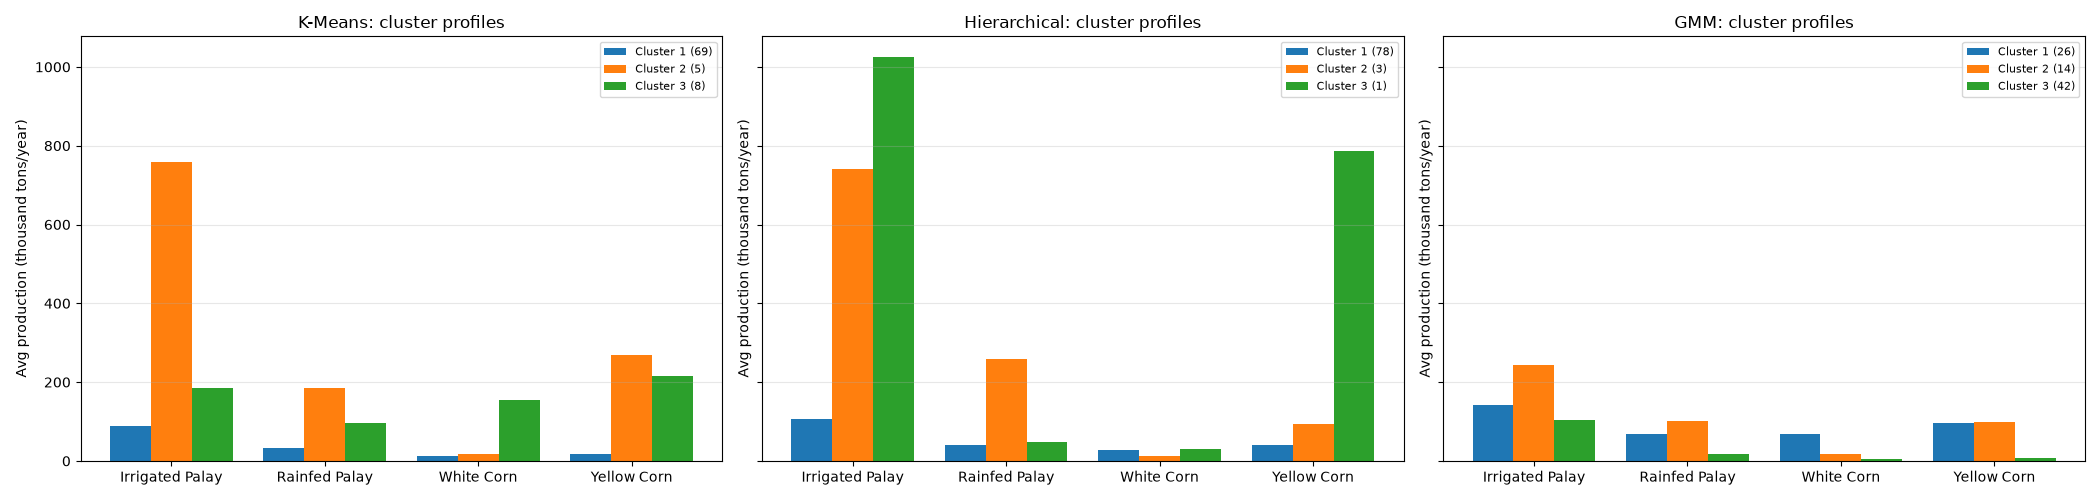 K-Means: cluster profiles
Avg production (thousand tons/year)
1000
800
600
400
200
0
Cluster 1 (69)
Cluster 2 (5)
Cluster 3 (8)
Irrigated Palay
Rainfed Palay
White Corn
Yellow Corn
Hierarchical: cluster profiles
Avg production (thousand tons/year)
Cluster 1 (78)
Cluster 2 (3)
Cluster 3 (1)
Irrigated Palay
Rainfed Palay
White Corn
Yellow Corn
GMM: cluster profiles
Avg production (thousand tons/year)
Cluster 1 (26)
Cluster 2 (14)
Cluster 3 (42)
Irrigated Palay
Rainfed Palay
White Corn
Yellow Corn